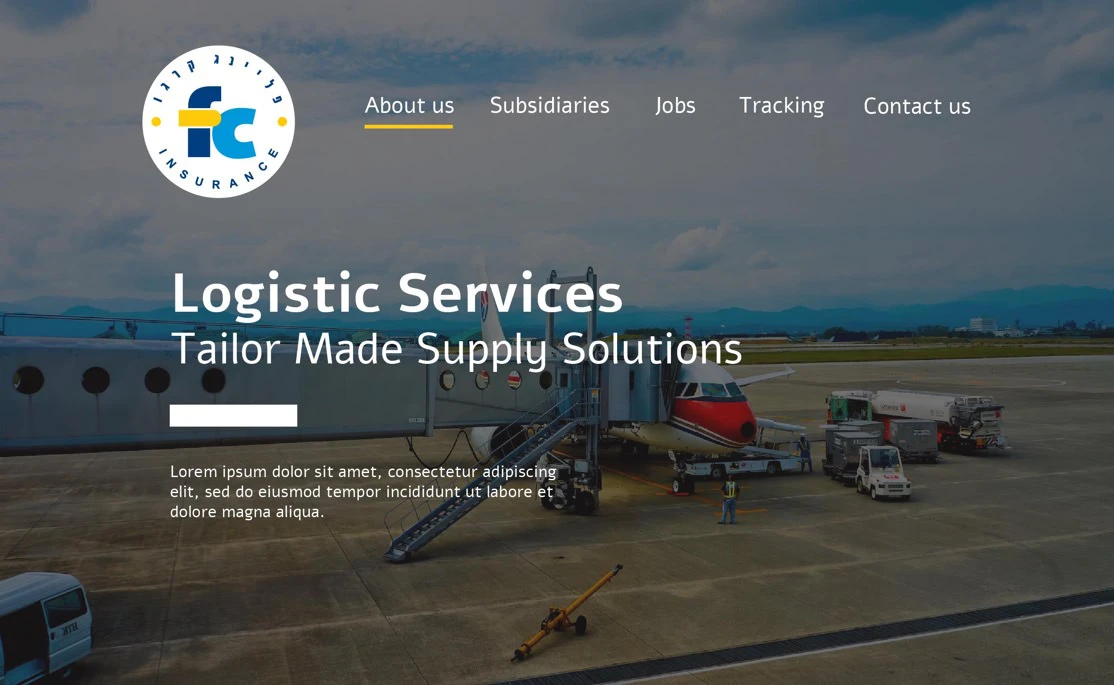 פליינג קרגו
fc
INSURANCE
About us
Subsidiaries
Jobs
Tracking
Contact us
Logistic Services
Tailor Made Supply Solutions
Lorem ipsum dolor sit amet, consectetur adipiscing
elit, sed do eiusmod tempor incididunt ut labore et
dolore magna aliqua.